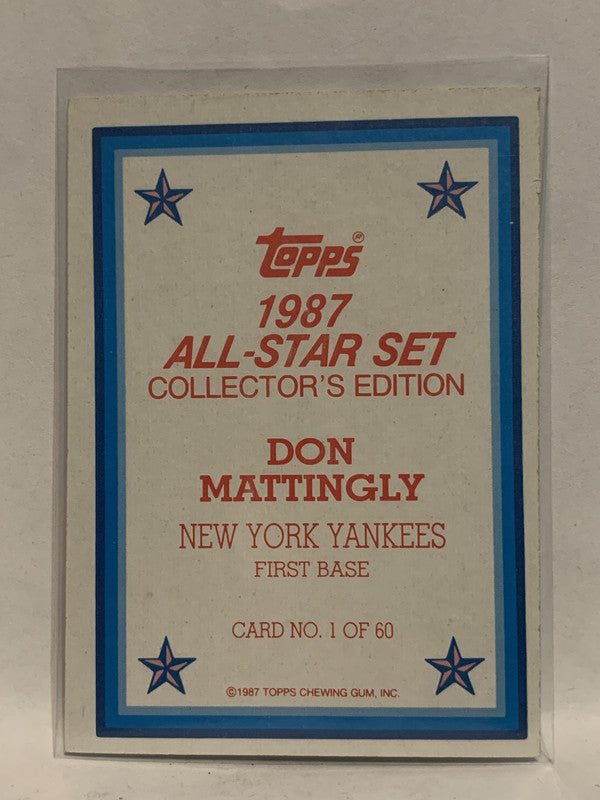 topps®
1987
ALL-STAR SET
COLLECTOR'S EDITION
DON
MATTINGLY
NEW YORK YANKEES
FIRST BASE
CARD NO. 1 OF 60
©1987 TOPPS CHEWING GUM, INC.